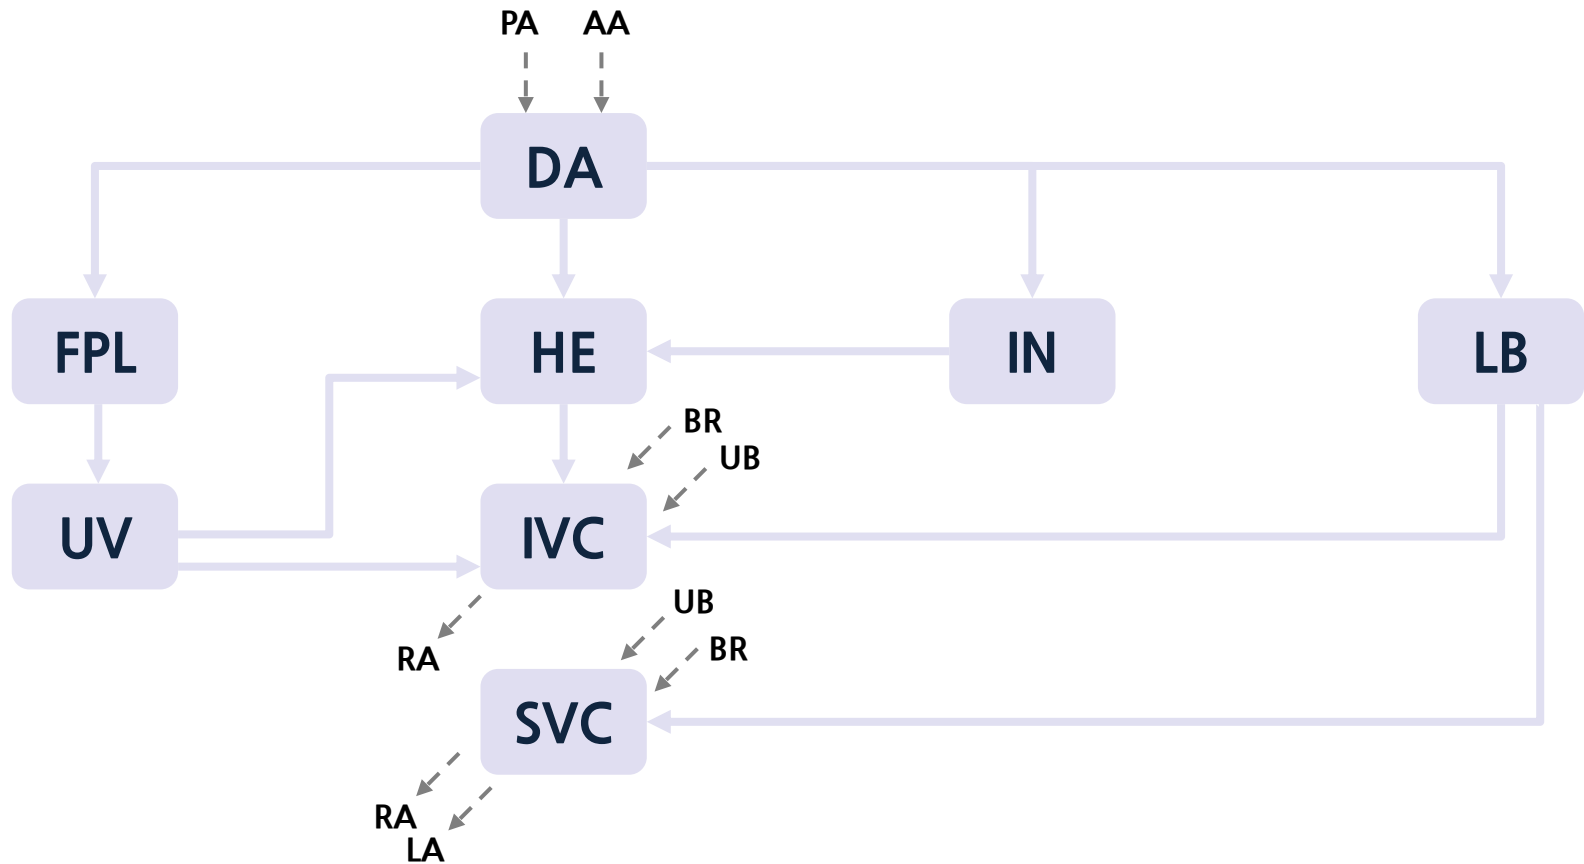 PA AA
DA
FPL HE IN LB
BR
UB
UV IVC
UB
RA BR
SVC
RA
LA